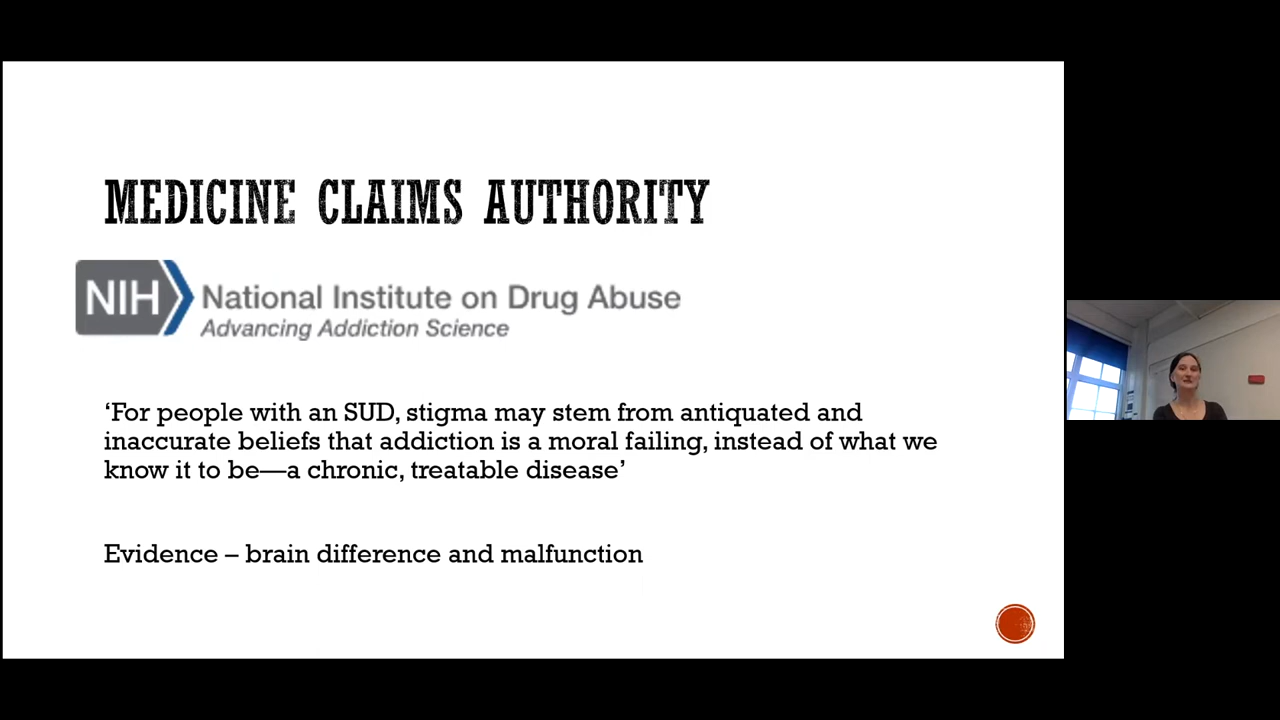 MEDICINE CLAIMS AUTHORITY
NIH National Institute on Drug Abuse
Advancing Addiction Science
‘For people with an SUD, stigma may stem from antiquated and
inaccurate beliefs that addiction is a moral failing, instead of what we
know it to be—a chronic, treatable disease’
Evidence – brain difference and malfunction